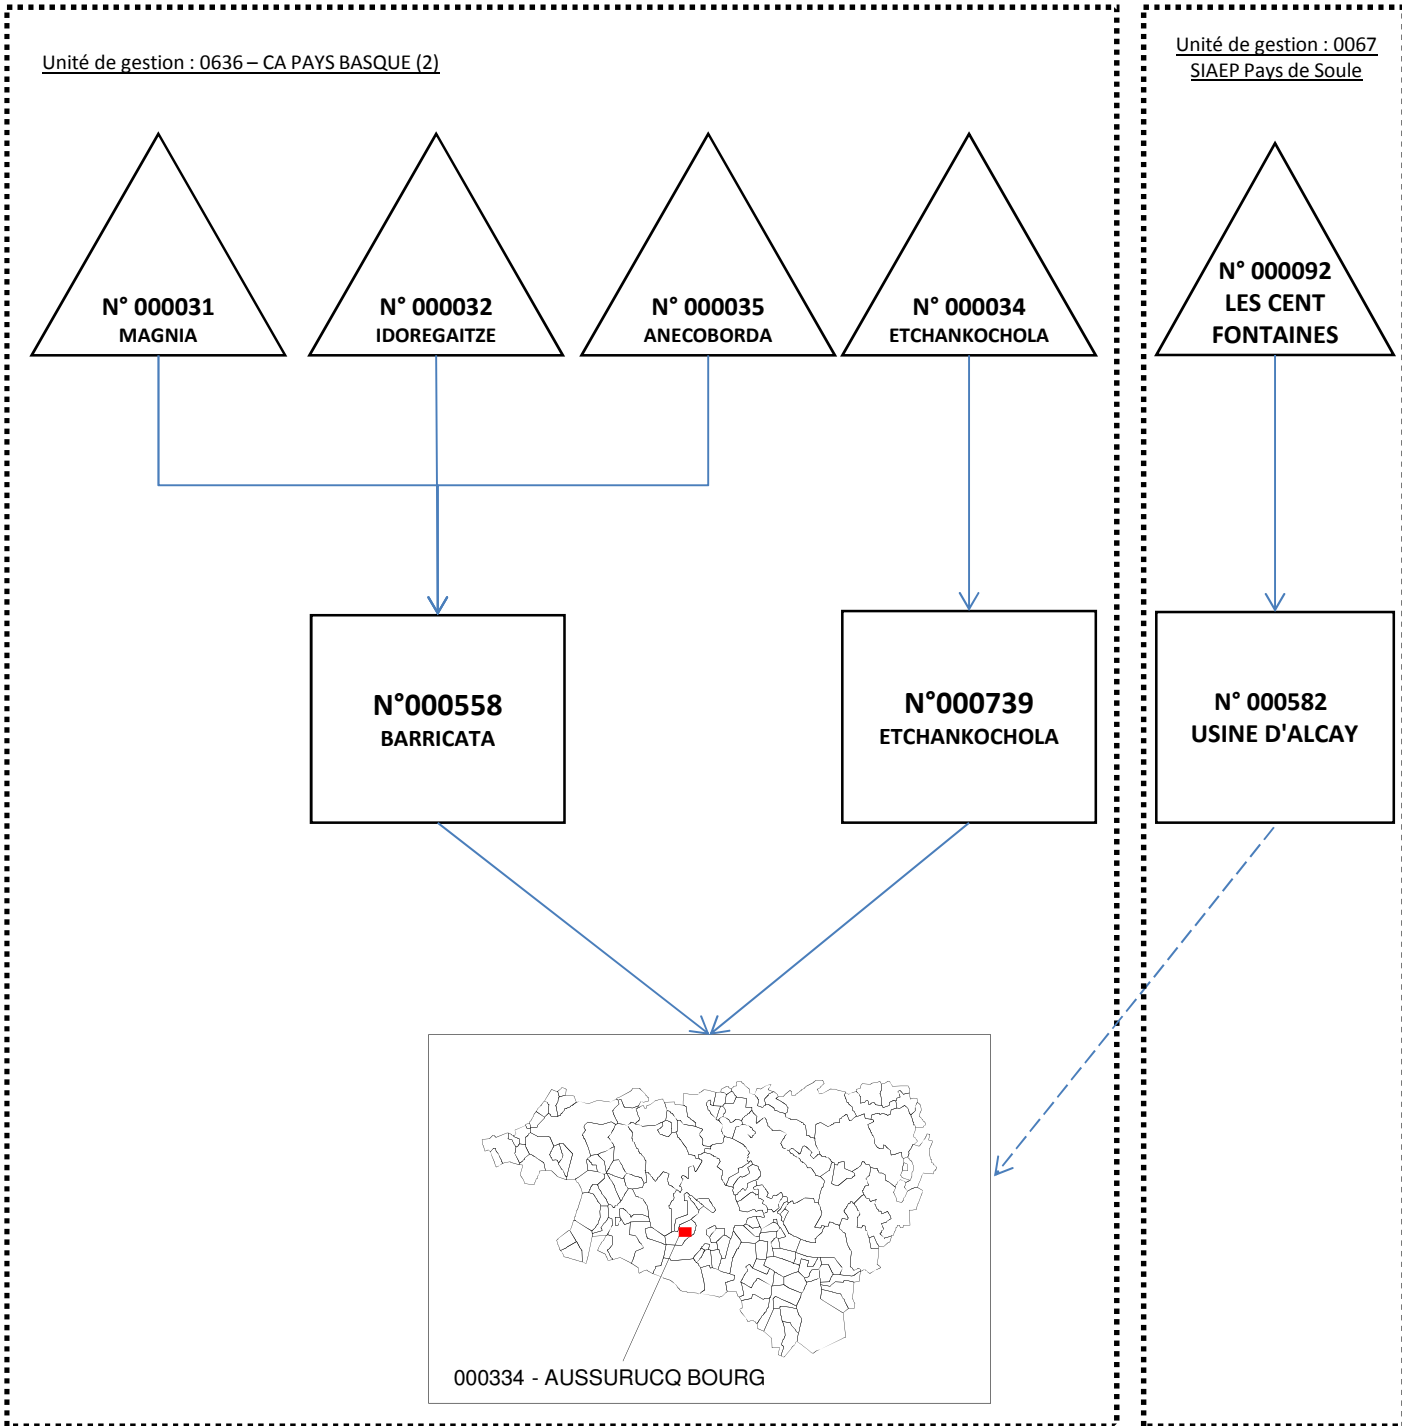 Unité de gestion : 0636 – CA PAYS BASQUE (2)
Unité de gestion : 0067
SIAEP Pays de Soule
N° 000031
MAGNIA
N° 000032
IDOREGAITZE
N° 000035
ANECOBORDA
N° 000034
ETCHANKOCHOLA
N° 000092
LES CENT
FONTAINES
N°000558
BARRICATA
N°000739
ETCHANKOCHOLA
N° 000582
USINE D'ALCAY
000334 - AUSSURUCQ BOURG